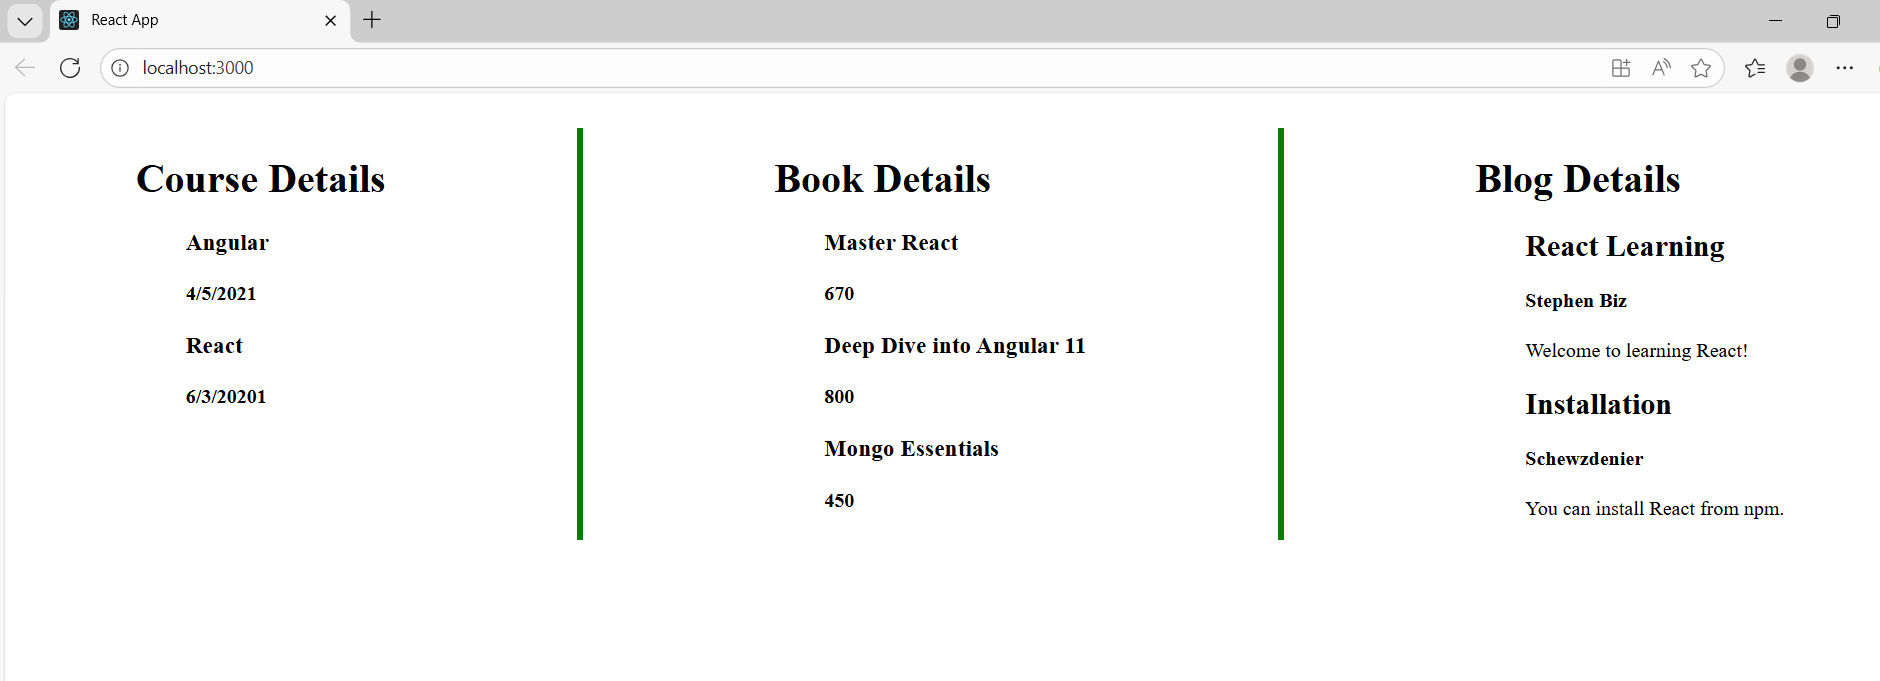 React App
localhost:3000
Course Details
Angular
4/5/2021
React
6/3/20201
Book Details
Master React
670
Deep Dive into Angular 11
800
Mongo Essentials
450
Blog Details
React Learning
Stephen Biz
Welcome to learning React!
Installation
Schewzdenier
You can install React from npm.